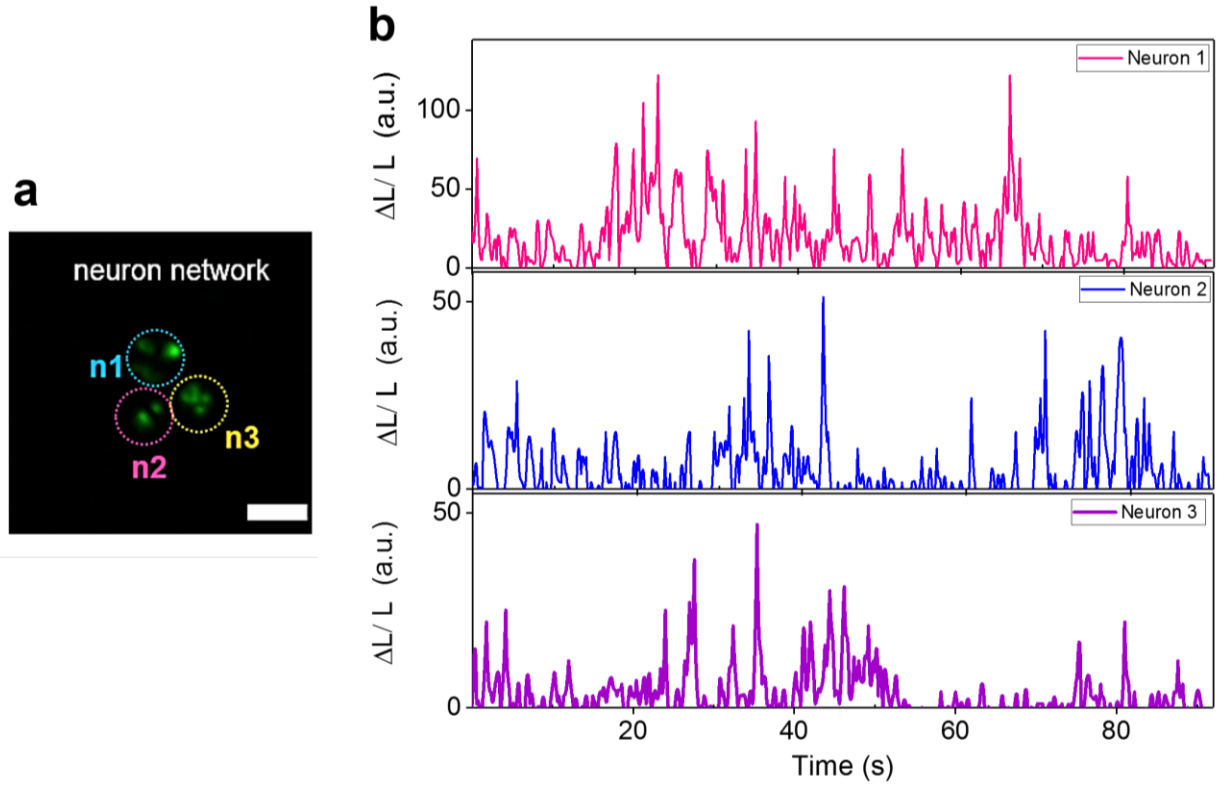 a
neuron network
n1
n2
n3
b
ΔL/ L (a.u.)
100
50
0
Neuron 1
ΔL/ L (a.u.)
50
0
Neuron 2
ΔL/ L (a.u.)
50
0
Neuron 3
20 40 60 80
Time (s)